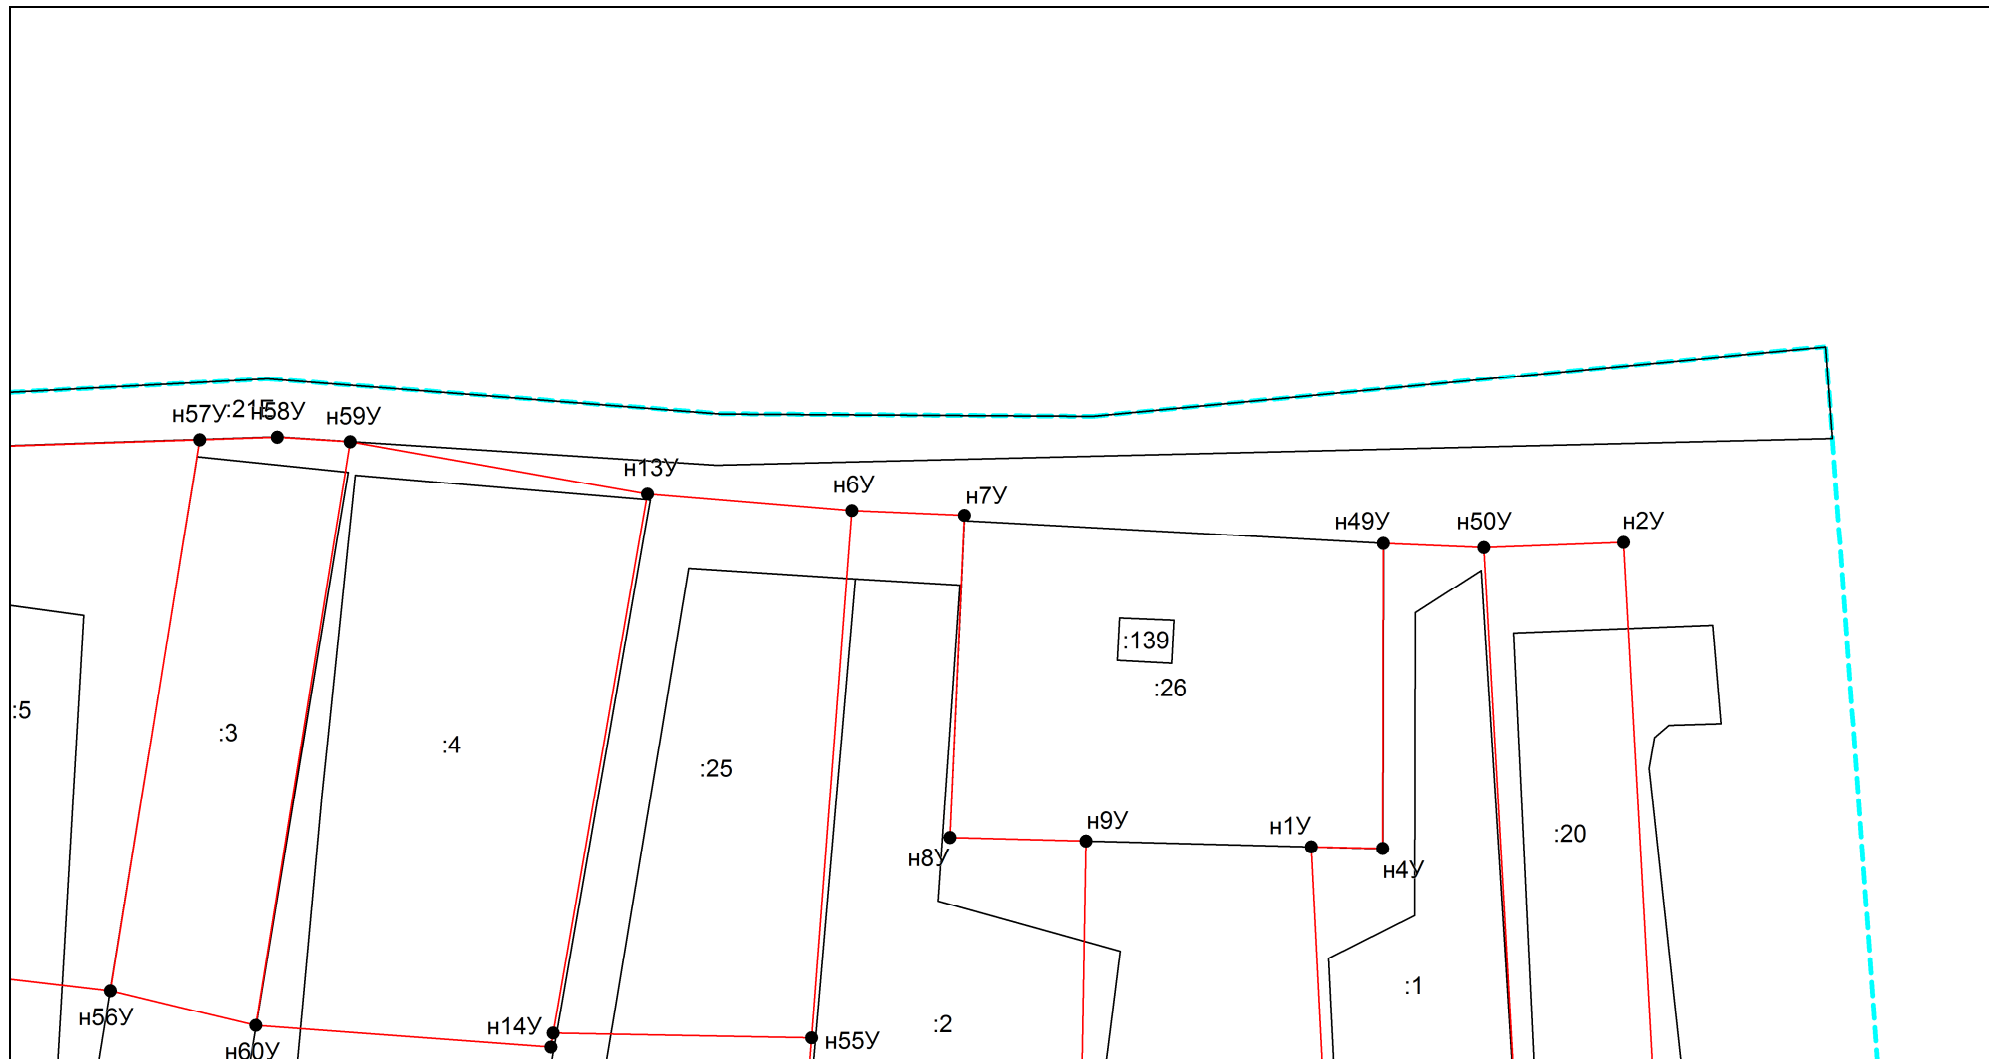 н57У
н58У
н59У
н13У
н6У
н7У
н49У
н50У
н2У
:139
:26
:5
:3
:4
:25
:20
н9У
н1У
н8У
н4У
:1
н56У
н14У
:2
н55У
н60У